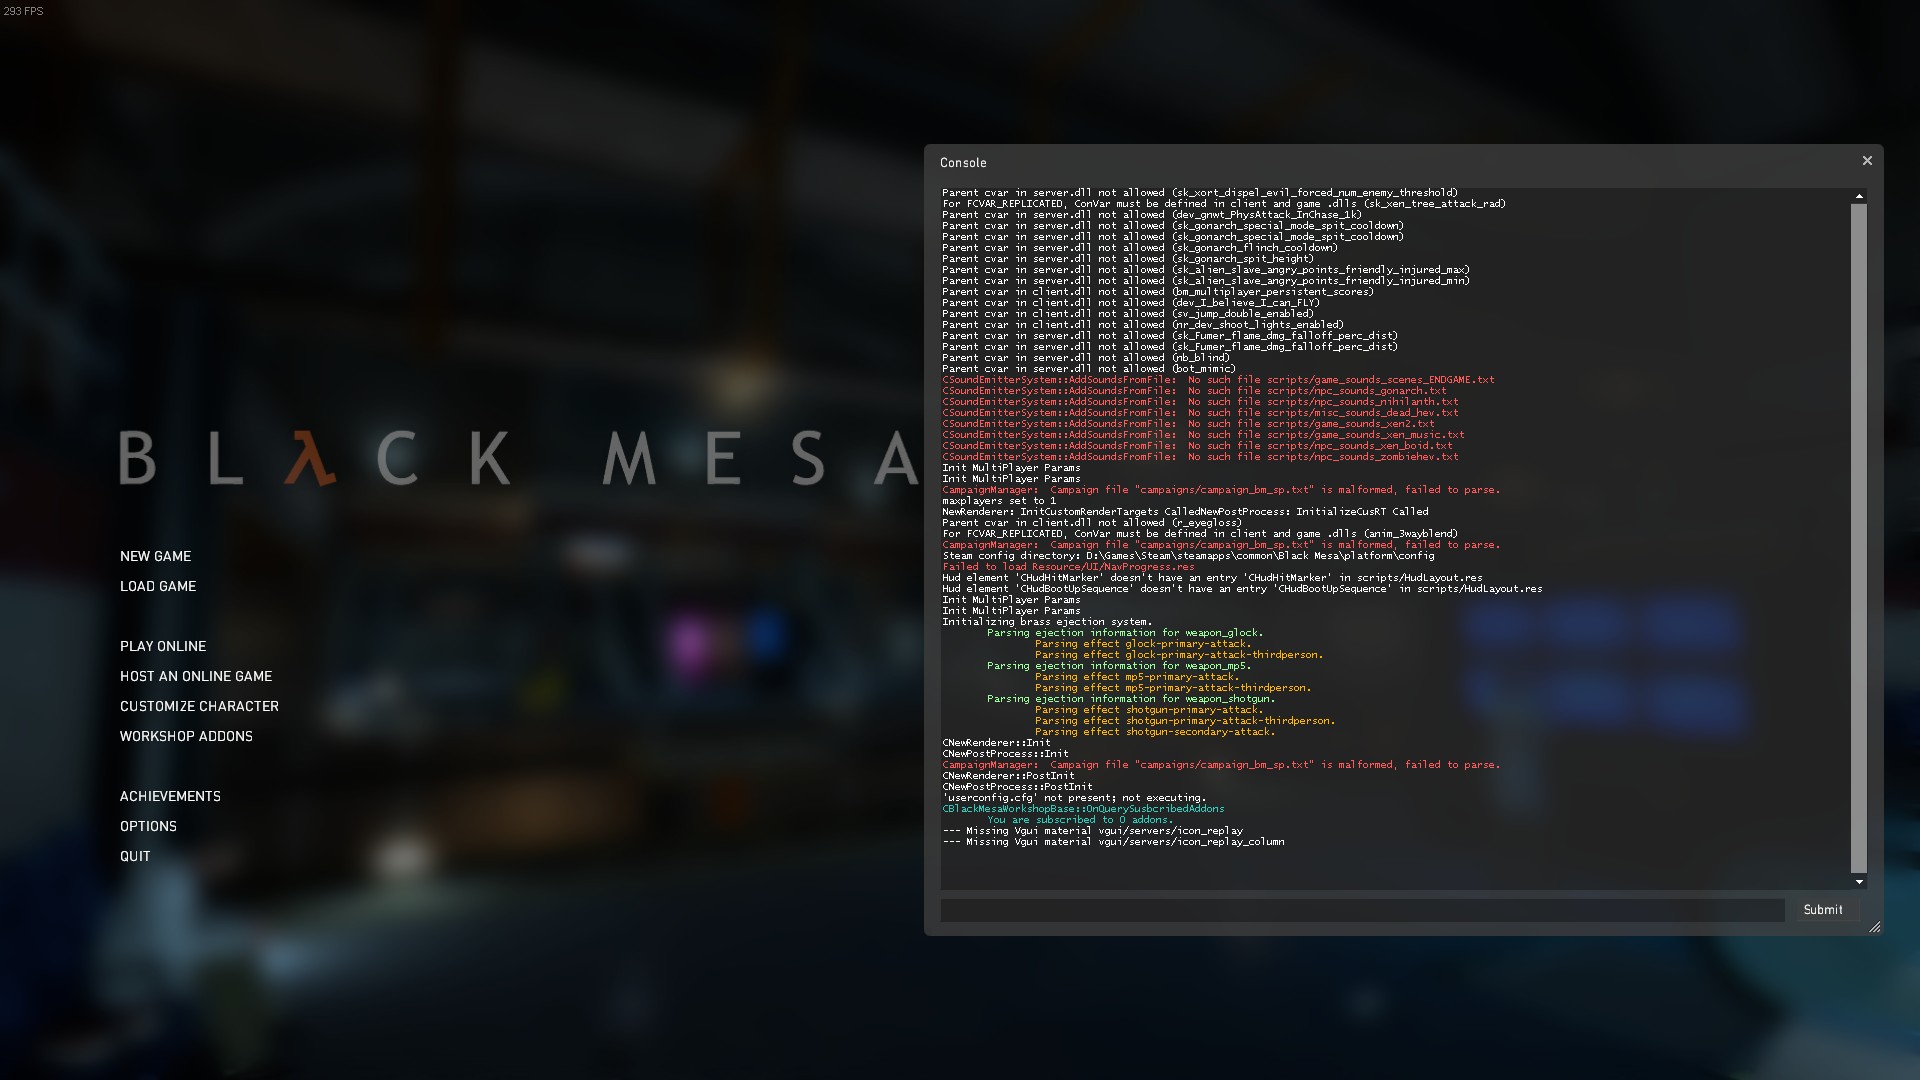 293 FPS
BLλCK MESA
NEW GAME
LOAD GAME
PLAY ONLINE
HOST AN ONLINE GAME
CUSTOMIZE CHARACTER
WORKSHOP ADDONS
ACHIEVEMENTS
OPTIONS
QUIT
Console
Parent cvar in server.dll not allowed (sk_xort_dispel_evil_forced_num_enemy_threshold)
For FCVAR_REPLICATED, ConVar must be defined in client and game .dlls (sk_xen_tree_attack_rad)
Parent cvar in server.dll not allowed (dev_gnwt_PhysAttack_InChase_1k)
Parent cvar in server.dll not allowed (sk_gonarch_special_mode_spit_cooldown)
Parent cvar in server.dll not allowed (sk_gonarch_special_mode_spit_cooldown)
Parent cvar in server.dll not allowed (sk_gonarch_flinch_cooldown)
Parent cvar in server.dll not allowed (sk_gonarch_spit_height)
Parent cvar in server.dll not allowed (sk_alien_slave_angry_points_friendly_injured_max)
Parent cvar in server.dll not allowed (sk_alien_slave_angry_points_friendly_injured_min)
Parent cvar in client.dll not allowed (bm_multiplayer_persistent_scores)
Parent cvar in client.dll not allowed (dev_I_believe_I_can_FLY)
Parent cvar in client.dll not allowed (sv_jump_double_enabled)
Parent cvar in client.dll not allowed (nr_dev_shoot_lights_enabled)
Parent cvar in server.dll not allowed (sk_Fumer_flame_dmg_falloff_perc_dist)
Parent cvar in server.dll not allowed (sk_Fumer_flame_dmg_falloff_perc_dist)
Parent cvar in server.dll not allowed (nb_blind)
Parent cvar in server.dll not allowed (bot_mimic)
CSoundEmitterSystem::AddSoundsFromFile:  No such file scripts/game_sounds_scenes_ENDGAME.txt
CSoundEmitterSystem::AddSoundsFromFile:  No such file scripts/npc_sounds_gonarch.txt
CSoundEmitterSystem::AddSoundsFromFile:  No such file scripts/npc_sounds_nihilanth.txt
CSoundEmitterSystem::AddSoundsFromFile:  No such file scripts/misc_sounds_dead_hev.txt
CSoundEmitterSystem::AddSoundsFromFile:  No such file scripts/game_sounds_xen2.txt
CSoundEmitterSystem::AddSoundsFromFile:  No such file scripts/game_sounds_xen_music.txt
CSoundEmitterSystem::AddSoundsFromFile:  No such file scripts/npc_sounds_xen_boid.txt
CSoundEmitterSystem::AddSoundsFromFile:  No such file scripts/npc_sounds_zombiehev.txt
Init MultiPlayer Params
Init MultiPlayer Params
CampaignManager:  Campaign file "campaigns/campaign_bm_sp.txt" is malformed, failed to parse.
maxplayers set to 1
NewRenderer: InitCustomRenderTargets CalledNewPostProcess: InitializeCusRT Called
Parent cvar in client.dll not allowed (r_eyegloss)
For FCVAR_REPLICATED, ConVar must be defined in client and game .dlls (anim_3wayblend)
CampaignManager:  Campaign file "campaigns/campaign_bm_sp.txt" is malformed, failed to parse.
Steam config directory: D:\Games\Steam\steamapps\common\Black Mesa\platform\config
Failed to load Resource/UI/NavProgress.res
Hud element 'CHudHitMarker' doesn't have an entry 'CHudHitMarker' in scripts/HudLayout.res
Hud element 'CHudBootUpSequence' doesn't have an entry 'CHudBootUpSequence' in scripts/HudLayout.res
Init MultiPlayer Params
Init MultiPlayer Params
Initializing brass ejection system.
Parsing ejection information for weapon_glock.
Parsing effect glock-primary-attack.
Parsing effect glock-primary-attack-thirdperson.
Parsing ejection information for weapon_mp5.
Parsing effect mp5-primary-attack.
Parsing effect mp5-primary-attack-thirdperson.
Parsing ejection information for weapon_shotgun.
Parsing effect shotgun-primary-attack.
Parsing effect shotgun-primary-attack-thirdperson.
Parsing effect shotgun-secondary-attack.
CNewRenderer::Init
CNewPostProcess::Init
CampaignManager:  Campaign file "campaigns/campaign_bm_sp.txt" is malformed, failed to parse.
CNewRenderer::PostInit
CNewPostProcess::PostInit
'userconfig.cfg' not present; not executing.
CBlackMesaWorkshopBase::OnQuerySusbcribedAddons
You are subscribed to 0 addons.
--- Missing Vgui material vgui/servers/icon_replay
--- Missing Vgui material vgui/servers/icon_replay_column
Submit